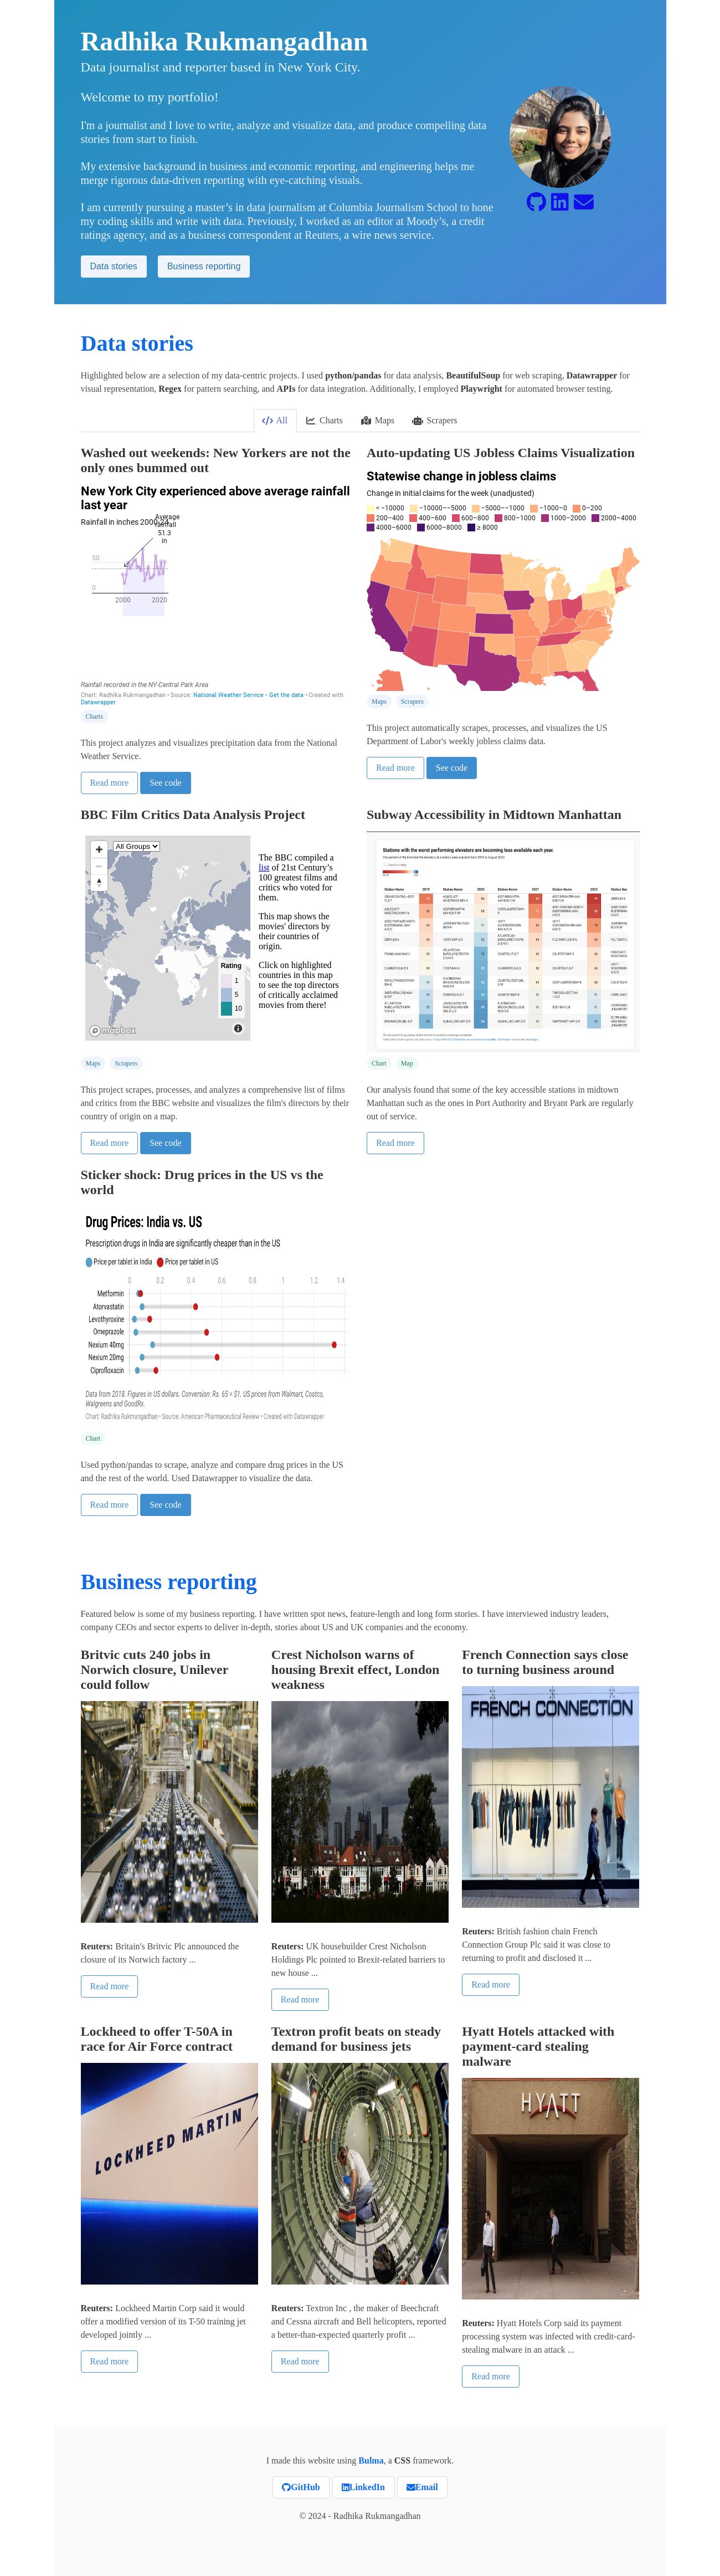 Radhika Rukmangadhan
Data journalist and reporter based in New York City.
Welcome to my portfolio!
I'm a journalist and I love to write, analyze and visualize data, and produce compelling data
stories from start to finish.
My extensive background in business and economic reporting, and engineering helps me
merge rigorous data-driven reporting with eye-catching visuals.
I am currently pursuing a master’s in data journalism at Columbia Journalism School to hone
my coding skills and write with data. Previously, I worked as an editor at Moody’s, a credit
ratings agency, and as a business correspondent at Reuters, a wire news service.
Data stories
Business reporting
Data stories
Highlighted below are a selection of my data-centric projects. I used python/pandas for data analysis, BeautifulSoup for web scraping, Datawrapper for
visual representation, Regex for pattern searching, and APIs for data integration. Additionally, I employed Playwright for automated browser testing.
All
Charts
Maps
Scrapers
Washed out weekends: New Yorkers are not the
only ones bummed out
New York City experienced above average rainfall
last year
Rainfall in inches 2000-24
Average
rainfall
51.3
in
50
0
2000
2020
Rainfall recorded in the NY-Central Park Area
Chart: Radhika Rukmangadhan • Source: National Weather Service • Get the data • Created with
Datawrapper
Charts
This project analyzes and visualizes precipitation data from the National
Weather Service.
Read more
See code
Auto-updating US Jobless Claims Visualization
Statewise change in jobless claims
Change in initial claims for the week (unadjusted)
< −10000
−10000–−5000
−5000–−1000
−1000–0
0–200
200–400
400–600
600–800
800–1000
1000–2000
2000–4000
4000–6000
6000–8000
≥ 8000
Maps
Scrapers
This project automatically scrapes, processes, and visualizes the US
Department of Labor's weekly jobless claims data.
Read more
See code
BBC Film Critics Data Analysis Project
All Groups
Rating
1
5
10
mapbox
The BBC compiled a
list of 21st Century’s
100 greatest films and
critics who voted for
them.
This map shows the
movies' directors by
their countries of
origin.
Click on highlighted
countries in this map
to see the top directors
of critically acclaimed
movies from there!
Maps
Scrapers
This project scrapes, processes, and analyzes a comprehensive list of films
and critics from the BBC website and visualizes the film's directors by their
country of origin on a map.
Read more
See code
Subway Accessibility in Midtown Manhattan
Stations with the worst performing elevators are becoming less available each year.
Station Name
2019
Station Name
2020
Station Name
2021
Station Name
2022
Station Name
Chart
Map
Our analysis found that some of the key accessible stations in midtown
Manhattan such as the ones in Port Authority and Bryant Park are regularly
out of service.
Read more
Sticker shock: Drug prices in the US vs the
world
Drug Prices: India vs. US
Prescription drugs in India are significantly cheaper than in the US
Price per tablet in India
Price per tablet in US
0 0.2 0.4 0.6 0.8 1 1.2 1.4
Metformin
Atorvastatin
Levothyroxine
Omeprazole
Nexium 40mg
Nexium 20mg
Ciprofloxacin
Data from 2018. Figures in US dollars. Conversion: Rs. 65 = $1. US prices from Walmart, Costco,
Walgreens and GoodRx.
Chart: Radhika Rukmangadhan • Source: American Pharmaceutical Review • Created with Datawrapper
Chart
Used python/pandas to scrape, analyze and compare drug prices in the US
and the rest of the world. Used Datawrapper to visualize the data.
Read more
See code
Business reporting
Featured below is some of my business reporting. I have written spot news, feature-length and long form stories. I have interviewed industry leaders,
company CEOs and sector experts to deliver in-depth, stories about US and UK companies and the economy.
Britvic cuts 240 jobs in
Norwich closure, Unilever
could follow
Reuters: Britain's Britvic Plc announced the
closure of its Norwich factory ...
Read more
Crest Nicholson warns of
housing Brexit effect, London
weakness
Reuters: UK housebuilder Crest Nicholson
Holdings Plc pointed to Brexit-related barriers to
new house ...
Read more
French Connection says close
to turning business around
FRENCH CONNECTION
Reuters: British fashion chain French
Connection Group Plc said it was close to
returning to profit and disclosed it ...
Read more
Lockheed to offer T-50A in
race for Air Force contract
LOCKHEED MARTIN
Reuters: Lockheed Martin Corp said it would
offer a modified version of its T-50 training jet
developed jointly ...
Read more
Textron profit beats on steady
demand for business jets
Reuters: Textron Inc , the maker of Beechcraft
and Cessna aircraft and Bell helicopters, reported
a better-than-expected quarterly profit ...
Read more
Hyatt Hotels attacked with
payment-card stealing
malware
HYATT
Reuters: Hyatt Hotels Corp said its payment
processing system was infected with credit-card-
stealing malware in an attack ...
Read more
I made this website using Bulma, a CSS framework.
GitHub
LinkedIn
Email
© 2024 - Radhika Rukmangadhan